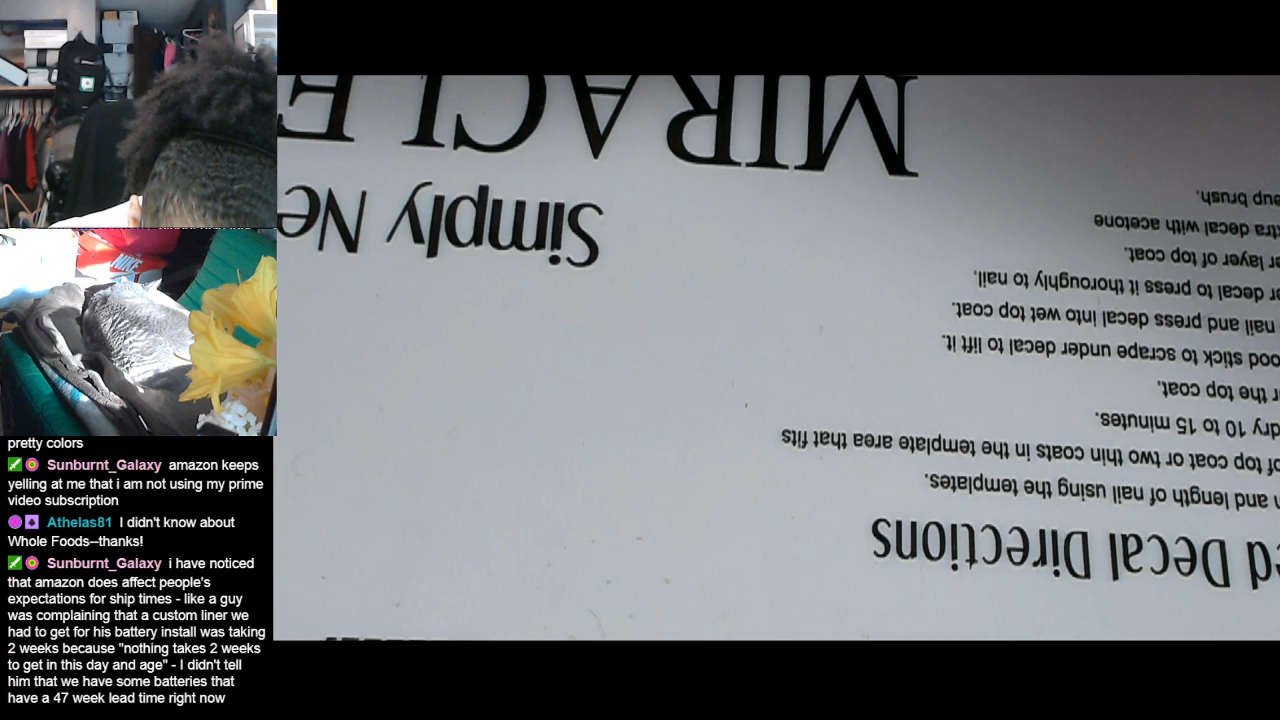 NIKE
pretty colors
Sunburnt_Galaxy amazon keeps
yelling at me that i am not using my prime
video subscription
Athelas81 I didn't know about
Whole Foods--thanks!
Sunburnt_Galaxy i have noticed
that amazon does affect people's
expectations for ship times - like a guy
was complaining that a custom liner we
had to get for his battery install was taking
2 weeks because "nothing takes 2 weeks
to get in this day and age" - I didn't tell
him that we have some batteries that
have a 47 week lead time right now
Decal Directions
and length of nail using the templates.
of top coat or two thin coats in the template area that fits
dry 10 to 15 minutes.
the top coat.
stick to scrape under decal to lift it.
nail and press decal into wet top coat.
decal to press it thoroughly to nail.
layer of top coat.
decal with acetone
brush.
Simply
MIRACLE